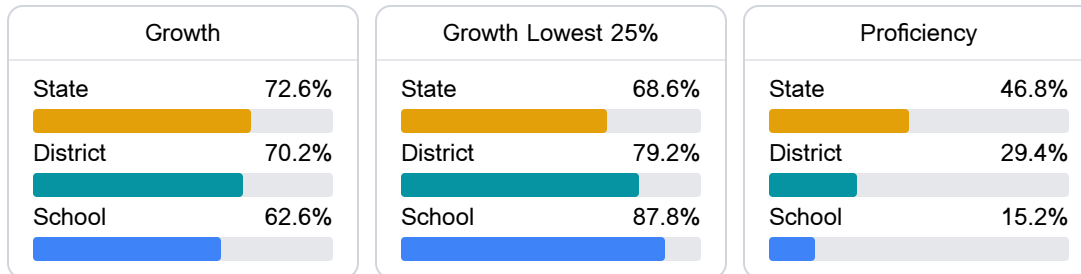 Growth
State 72.6%
District 70.2%
School 62.6%
Growth Lowest 25%
State 68.6%
District 79.2%
School 87.8%
Proficiency
State 46.8%
District 29.4%
School 15.2%